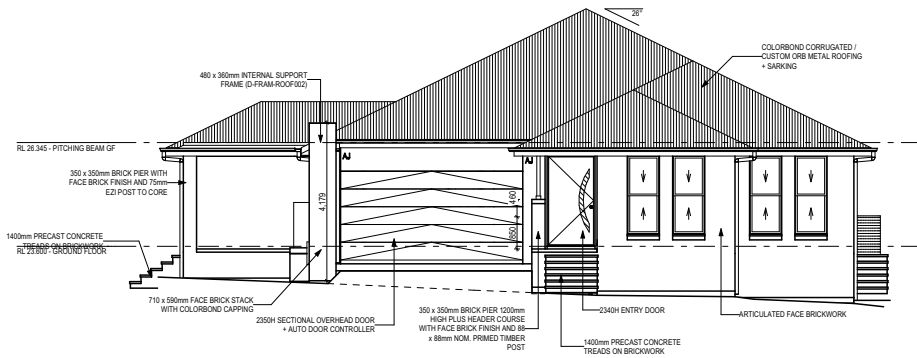 26°
COLORBOND CORRUGATED /
CUSTOM ORB METAL ROOFING
+ SARKING
480 x 360mm INTERNAL SUPPORT
FRAME (D-FRAM-ROOF002)
RL 26.345 - PITCHING BEAM GF
AJ
AJ
350 x 350mm BRICK PIER WITH
FACE BRICK FINISH AND 75mm
EZI POST TO CORE
4,179
460
850
1400mm PRECAST CONCRETE
TREADS ON BRICKWORK
RL 23.600 - GROUND FLOOR
710 x 590mm FACE BRICK STACK
WITH COLORBOND CAPPING
2350H SECTIONAL OVERHEAD DOOR
+ AUTO DOOR CONTROLLER
350 x 350mm BRICK PIER 1200mm
HIGH PLUS HEADER COURSE
WITH FACE BRICK FINISH AND 88
x 88mm NOM. PRIMED TIMBER
POST
2340H ENTRY DOOR
1400mm PRECAST CONCRETE
TREADS ON BRICKWORK
ARTICULATED FACE BRICKWORK